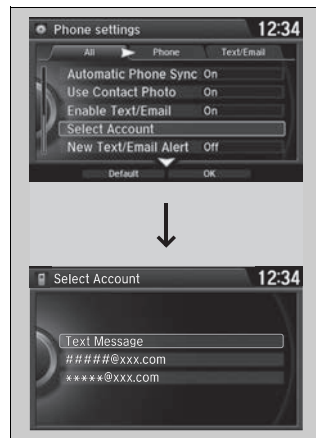 Phone settings 12:34
All Phone Text/Email
Automatic Phone Sync On
Use Contact Photo On
Enable Text/Email On
Select Account
New Text/Email Alert Off
Default OK
Select Account 12:34
Text Message
#####@xxx.com
*****@xxx.com